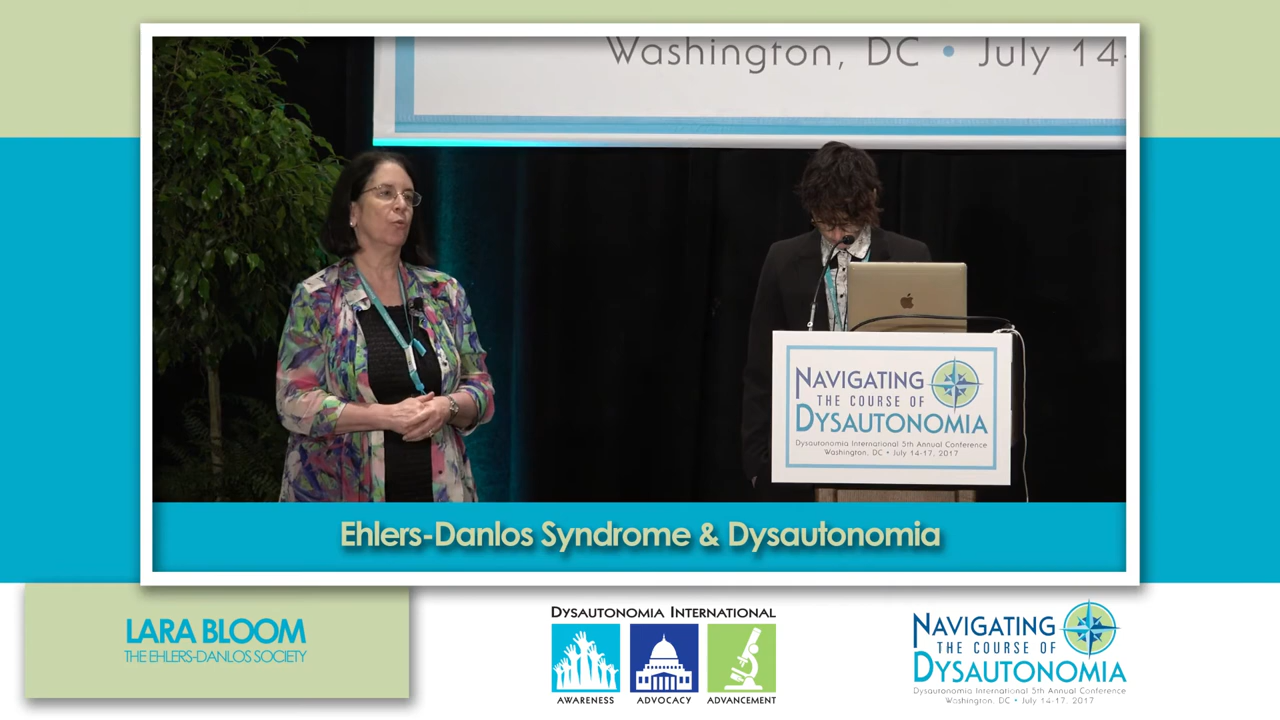 Washington, DC • July 14-
NAVIGATING
THE COURSE OF
DYSAUTONOMIA
Dysautonomia International 5th Annual Conference
Washington, DC • July 14-17, 2017
Ehlers-Danlos Syndrome & Dysautonomia
LARA BLOOM
THE EHLERS-DANLOS SOCIETY
DYSAUTONOMIA INTERNATIONAL
AWARENESS ADVOCACY ADVANCEMENT
NAVIGATING
THE COURSE OF
DYSAUTONOMIA
Dysautonomia International 5th Annual Conference
Washington, DC • July 14-17, 2017